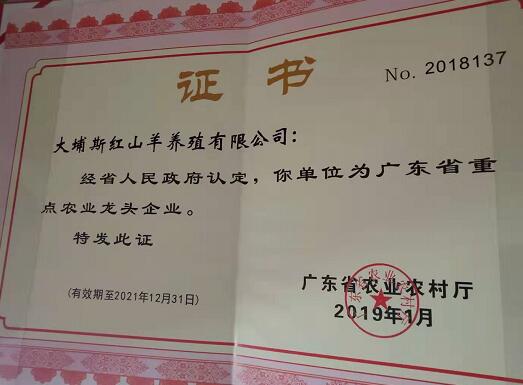 证书
No. 2018137
大埔斯红山羊养殖有限公司：
经省人民政府认定，你单位为广东省重
点农业龙头企业。
特发此证
广东省农业农村厅
(有效期至2021年12月31日)
2019年1月